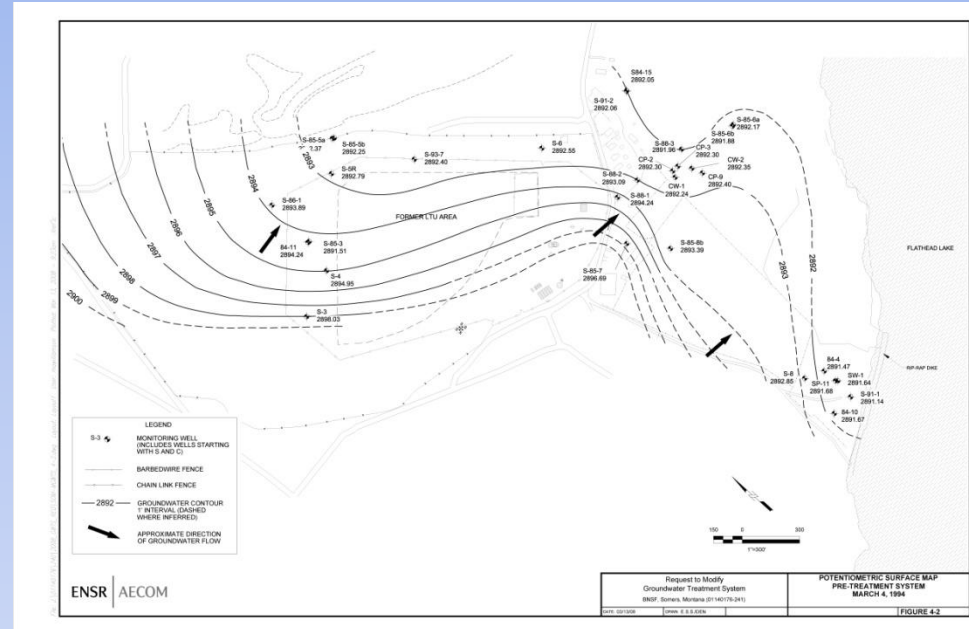 S84-15
2892.05
S-91-2
2892.06
S-85-6a
2892.17
S-85-6b
2891.88
S-88-3
2891.96
CP-3
2892.30
CP-2
2892.30
CW-2
2892.35
CP-9
2892.40
CW-1
2892.24
S-85-5a
S-85-5b
2892.25
S-93-7
2892.40
S-6
2892.55
S-5R
2892.79
S-88-2
2893.09
S-88-1
2894.24
S-86-1
2893.89
FORMER LTU AREA
84-11
2894.24
S-85-3
2891.51
S-4
2894.95
S-85-8b
2893.39
S-85-7
2896.69
S-3
2898.03
2893
2894
2895
2896
2897
2898
2899
2900
2893
2892
FLATHEAD LAKE
RIP-RAP DIKE
84-4
2891.47
S-8
2892.85
SP-11
2891.68
SW-1
2891.64
S-91-1
2891.14
84-10
2891.67
LEGEND
S-3
MONITORING WELL
(INCLUDES WELLS STARTING
WITH S AND C)
BARBEDWIRE FENCE
CHAIN LINK FENCE
2892
GROUNDWATER CONTOUR
1' INTERVAL (DASHED
WHERE INFERRED)
APPROXIMATE DIRECTION
OF GROUNDWATER FLOW
150 0 300
1"=300'
ENSR | AECOM
Request to Modify
Groundwater Treatment System
BNSF, Somers, Montana (01140176-241)
POTENTIOMETRIC SURFACE MAP
PRE-TREATMENT SYSTEM
MARCH 4, 1994
FIGURE 4-2